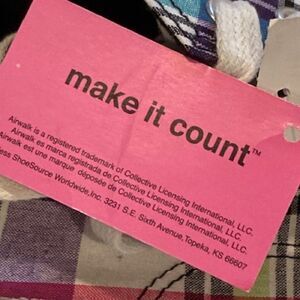 make it count™
Airwalk is a registered trademark of Collective Licensing International, LLC.
Airwalk es marca registrada de Collective Licensing International, LLC.
Airwalk est une marque déposée de Collective Licensing International, LLC.
ShoeSource Worldwide, Inc. 3231 S.E. Sixth Avenue, Topeka, KS 66607